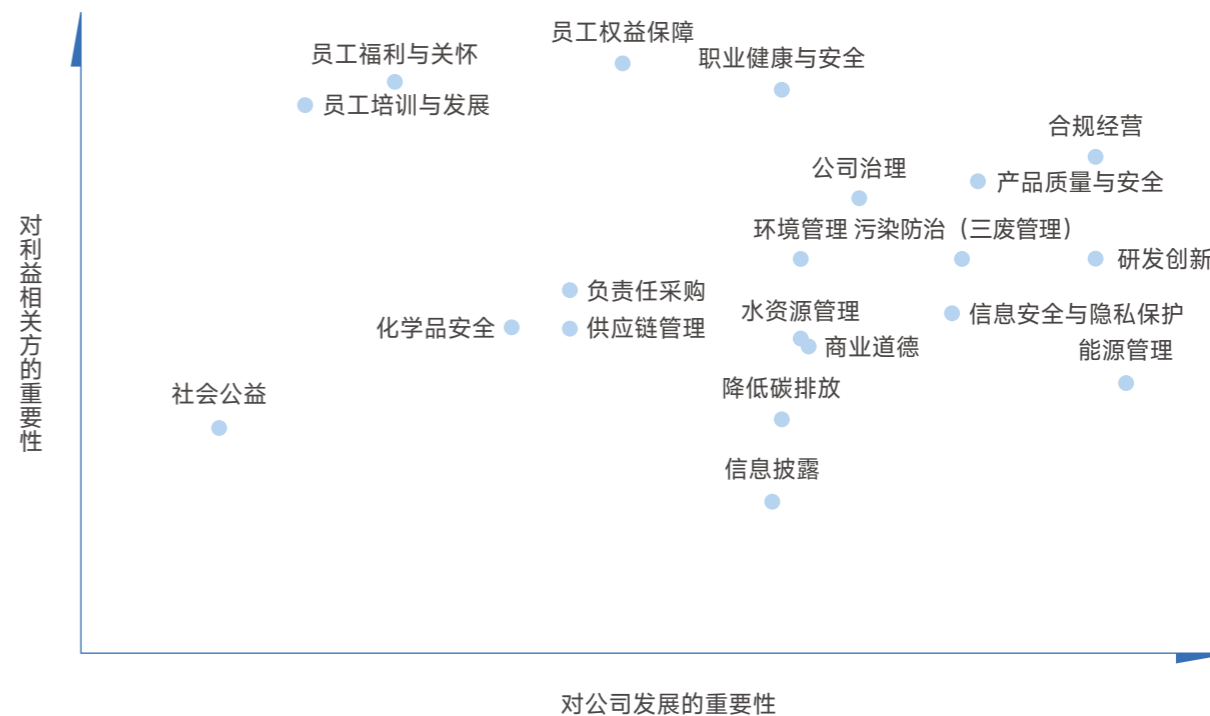 员工权益保障
员工福利与关怀
职业健康与安全
员工培训与发展
合规经营
公司治理
产品质量与安全
环境管理
污染防治（三废管理）
研发创新
负责任采购
水资源管理
信息安全与隐私保护
化学品安全
供应链管理
商业道德
能源管理
降低碳排放
社会公益
信息披露
对利益相关方的重要性
对公司发展的重要性